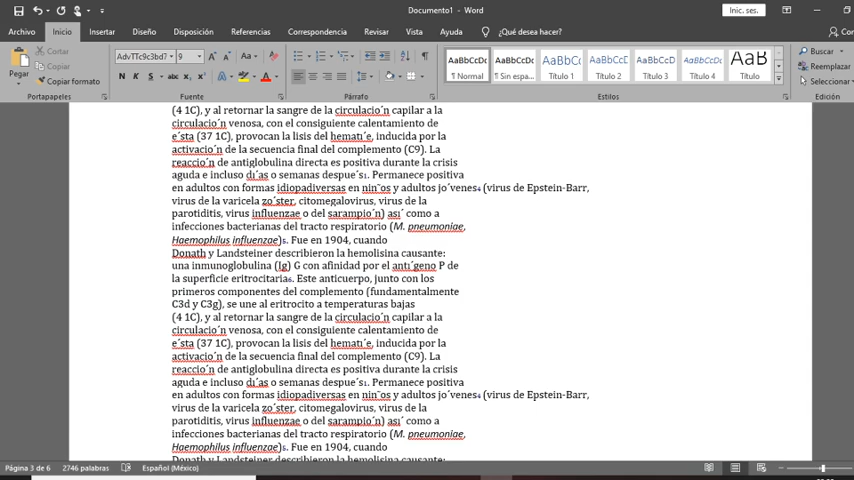 Documento1 - Word
Inic. ses.
Archivo Inicio Insertar Diseño Disposición Referencias Correspondencia Revisar Vista ¿Qué desea hacer?
Pegar
Cortar
Copiar
Copiar formato
Portapapeles
AdvTTc9c3bd7 9
N K S abc x₂ x²
Fuente
Párrafo
AaBbCcDc AaBbCcDc AaBbC AaBbCcD AaBbCcD AaBbCcD AaB
¶ Normal ¶ Sin espa... Título 1 Título 2 Título 3 Título 4 Título
Estilos
Buscar
Reemplazar
Seleccionar
Edición
(4 1C), y al retornar la sangre de la circulacio´n capilar a la
circulacio´n venosa, con el consiguiente calentamiento de
e´sta (37 1C), provocan la lisis del hematı´e, inducida por la
activacio´n de la secuencia final del complemento (C9). La
reaccio´n de antiglobulina directa es positiva durante la crisis
aguda e incluso dı´as o semanas despue´s1. Permanece positiva
en adultos con formas idiopadiversas en nin˜os y adultos jo´venes4 (virus de Epstein-Barr,
virus de la varicela zo´ster, citomegalovirus, virus de la
parotiditis, virus influenzae o del sarampio´n) ası´ como a
infecciones bacterianas del tracto respiratorio (M. pneumoniae,
Haemophilus influenzae)5. Fue en 1904, cuando
Donath y Landsteiner describieron la hemolisina causante:
una inmunoglobulina (Ig) G con afinidad por el antı´geno P de
la superficie eritrocitaria6. Este anticuerpo, junto con los
primeros componentes del complemento (fundamentalmente
C3d y C3g), se une al eritrocito a temperaturas bajas
(4 1C), y al retornar la sangre de la circulacio´n capilar a la
circulacio´n venosa, con el consiguiente calentamiento de
e´sta (37 1C), provocan la lisis del hematı´e, inducida por la
activacio´n de la secuencia final del complemento (C9). La
reaccio´n de antiglobulina directa es positiva durante la crisis
aguda e incluso dı´as o semanas despue´s1. Permanece positiva
en adultos con formas idiopadiversas en nin˜os y adultos jo´venes4 (virus de Epstein-Barr,
virus de la varicela zo´ster, citomegalovirus, virus de la
parotiditis, virus influenzae o del sarampio´n) ası´ como a
infecciones bacterianas del tracto respiratorio (M. pneumoniae,
Haemophilus influenzae)5. Fue en 1904, cuando
Donath y Landsteiner describieron la hemolisina causante:
Página 3 de 6 2746 palabras Español (México)